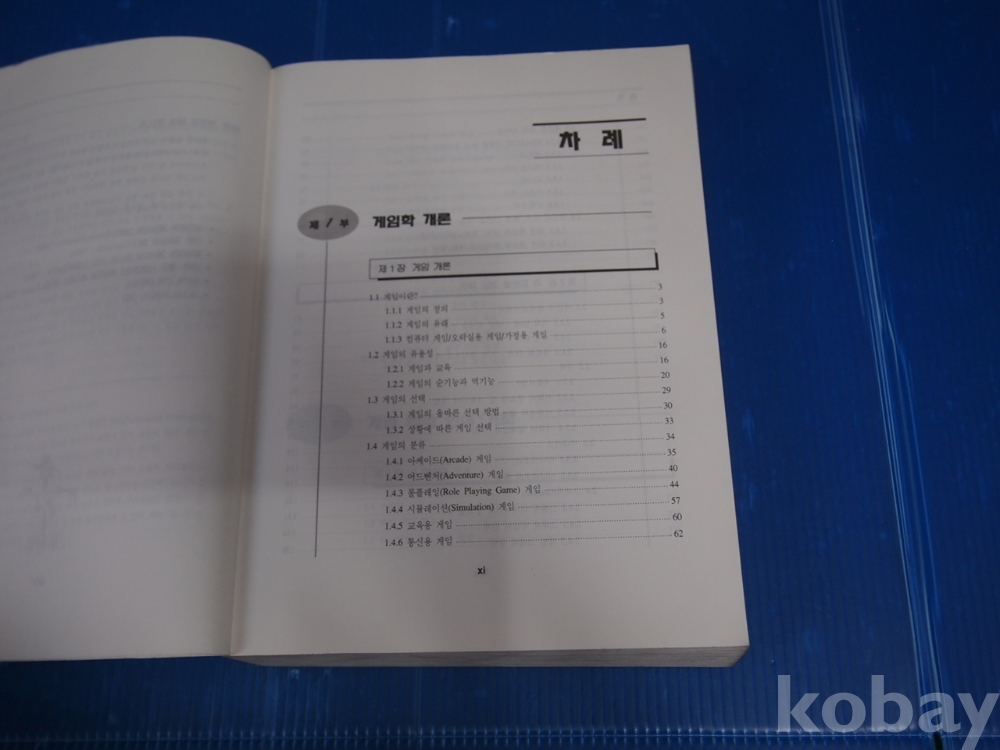 차 례
제 1 부 게임학 개론
제 1 장 게임 개론
1.1 게임이란? 3
1.1.1 게임의 정의 3
1.1.2 게임의 유래 5
1.1.3 컴퓨터 게임/오락실용 게임/가정용 게임 6
1.2 게임의 유용성 16
1.2.1 게임과 교육 16
1.2.2 게임의 순기능과 역기능 20
1.3 게임의 선택 29
1.3.1 게임의 올바른 선택 방법 30
1.3.2 상황에 따른 게임 선택 33
1.4 게임의 분류 34
1.4.1 아케이드(Arcade) 게임 35
1.4.2 어드벤처(Adventure) 게임 40
1.4.3 롤플레잉(Role Playing Game) 게임 44
1.4.4 시뮬레이션(Simulation) 게임 57
1.4.5 교육용 게임 60
1.4.6 통신용 게임 62
xi
kobay